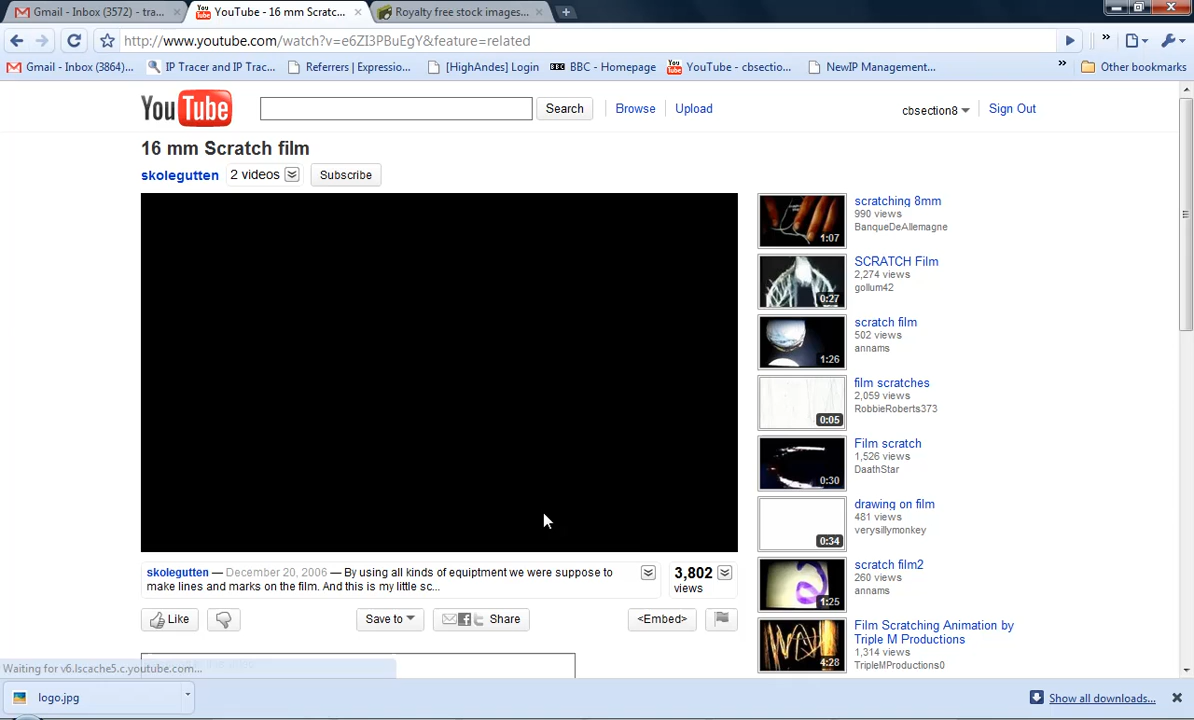 Gmail - Inbox (3572) - tra...
YouTube - 16 mm Scratc...
Royalty free stock images...
http://www.youtube.com/watch?v=e6ZI3PBuEgY&feature=related
Gmail - Inbox (3864)...
IP Tracer and IP Trac...
Referrers | Expressio...
[HighAndes] Login
BBC - Homepage
YouTube - cbsectio...
NewIP Management...
Other bookmarks
YouTube
Search
Browse
Upload
cbsection8
Sign Out
16 mm Scratch film
skolegutten 2 videos
Subscribe
scratching 8mm
990 views
BanqueDeAllemagne
1:07
SCRATCH Film
2,274 views
gollum42
0:27
scratch film
502 views
annams
1:26
film scratches
2,059 views
RobbieRoberts373
0:05
Film scratch
1,526 views
DaathStar
0:30
drawing on film
481 views
verysillymonkey
0:34
scratch film2
260 views
annams
1:25
Film Scratching Animation by
Triple M Productions
1,314 views
TripleMProductions0
4:28
skolegutten — December 20, 2006 — By using all kinds of equiptment we were suppose to
make lines and marks on the film. And this is my little sc...
3,802
views
Like
Save to
Share
<Embed>
Waiting for v6.lscache5.c.youtube.com...
logo.jpg
Show all downloads...